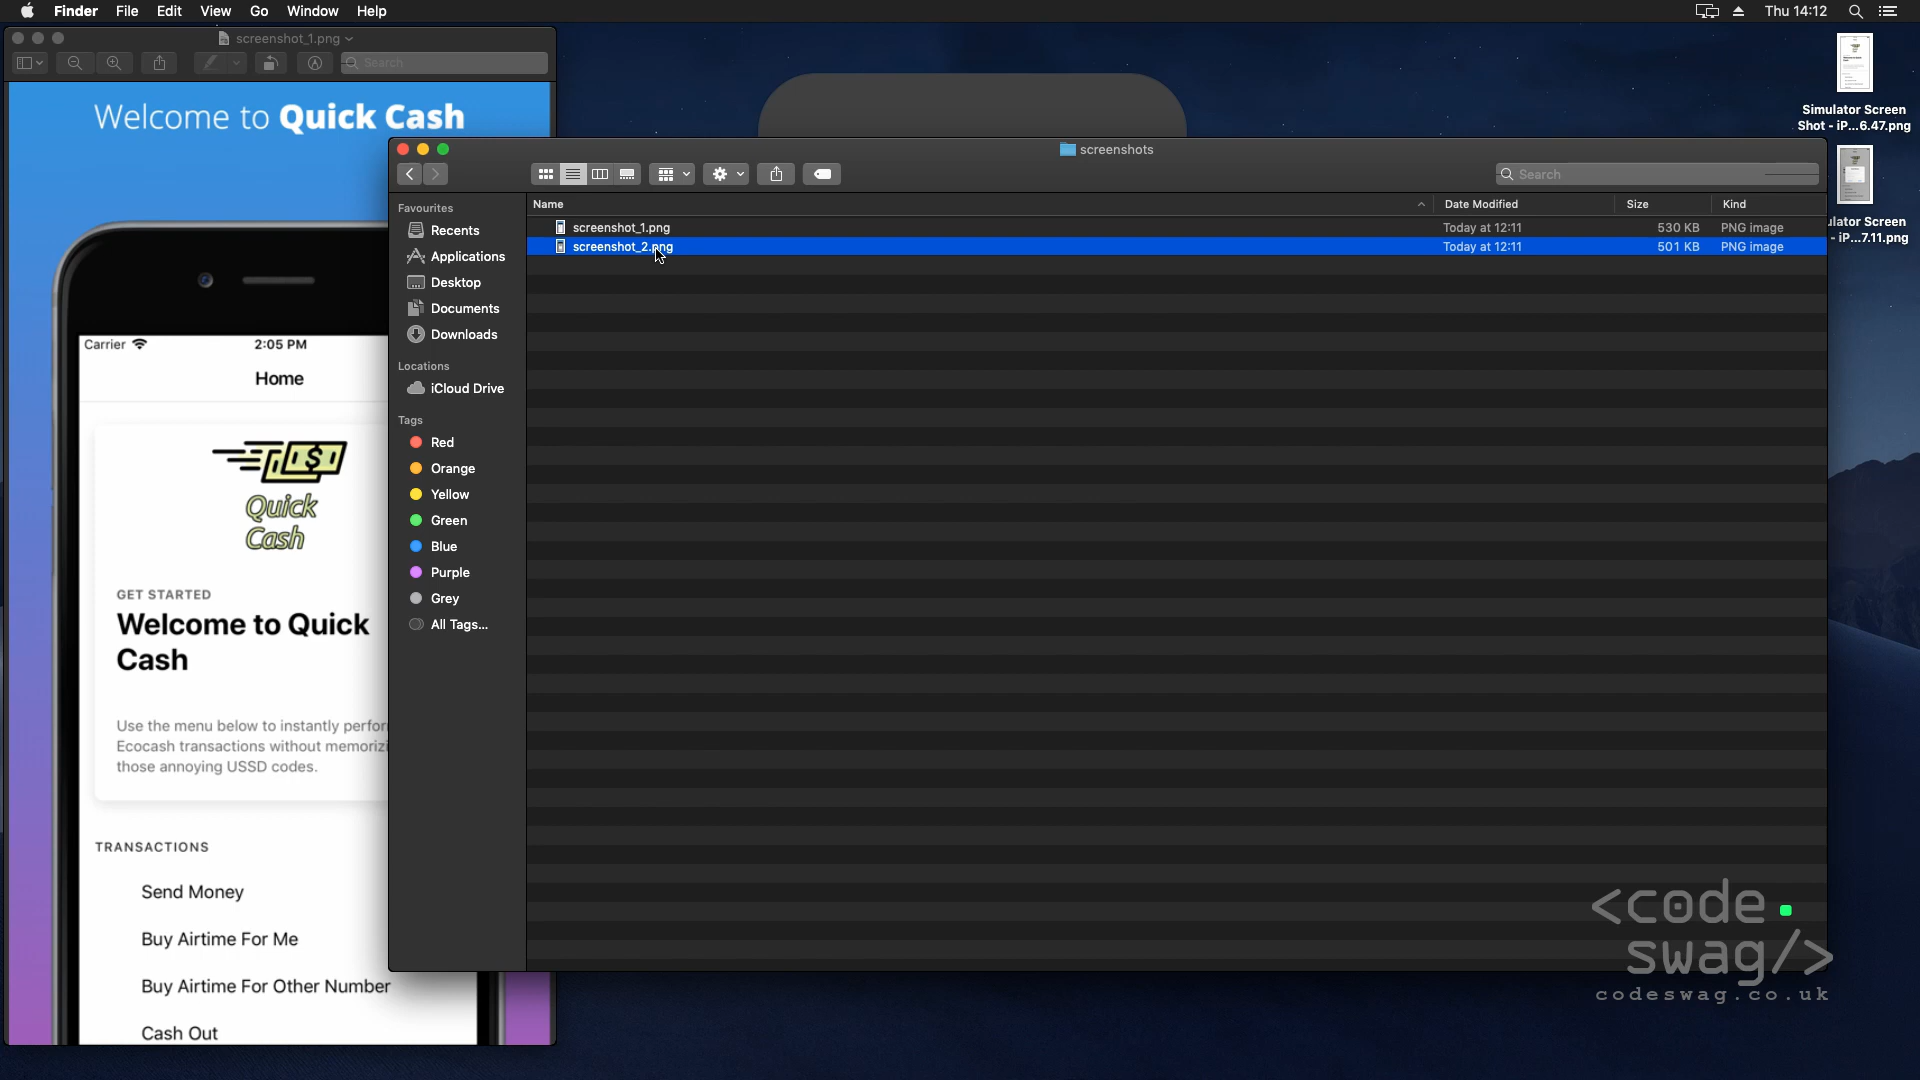 Finder File Edit View Go Window Help
Thu 14:12
screenshot_1.png
Search
Welcome to Quick Cash
Carrier
2:05 PM
Home
Quick
Cash
GET STARTED
Welcome to Quick
Cash
Use the menu below to instantly
Ecocash transactions without
those annoying USSD codes.
TRANSACTIONS
Send Money
Buy Airtime For Me
Buy Airtime For Other Number
Cash Out
screenshots
Search
Favourites
Recents
Applications
Desktop
Documents
Downloads
Locations
iCloud Drive
Tags
Red
Orange
Yellow
Green
Blue
Purple
Grey
All Tags...
Name Date Modified Size Kind
screenshot_1.png Today at 12:11 530 KB PNG image
screenshot_2.png Today at 12:11 501 KB PNG image
Simulator Screen
Shot - iP...6.47.png
ulator Screen
- iP...7.11.png
<code.
swag/>
codeswag.co.uk